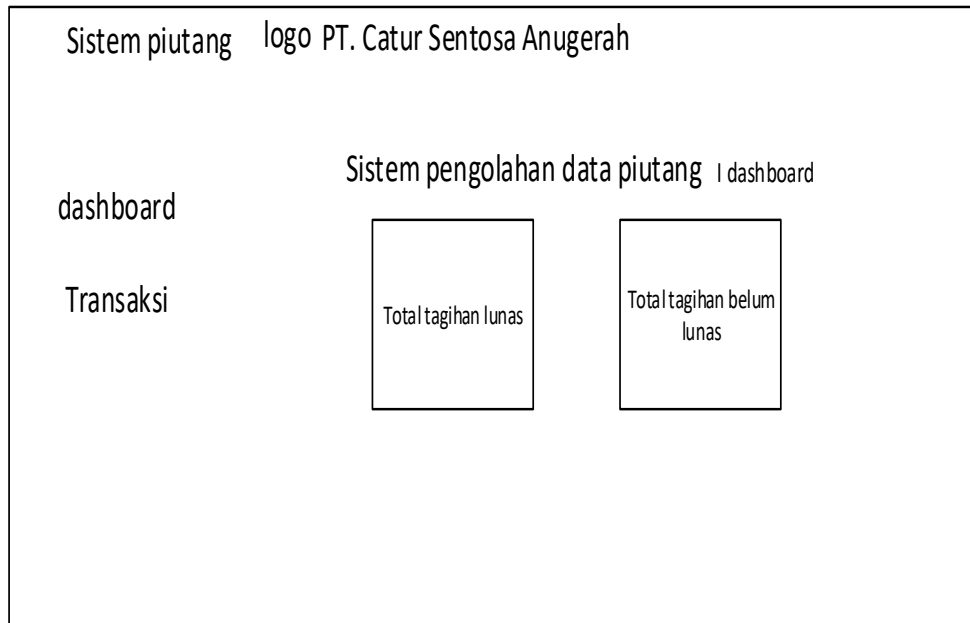 Sistem piutang logo PT. Catur Sentosa Anugerah
Sistem pengolahan data piutang I dashboard
dashboard
Transaksi
Total tagihan lunas
Total tagihan belum
lunas